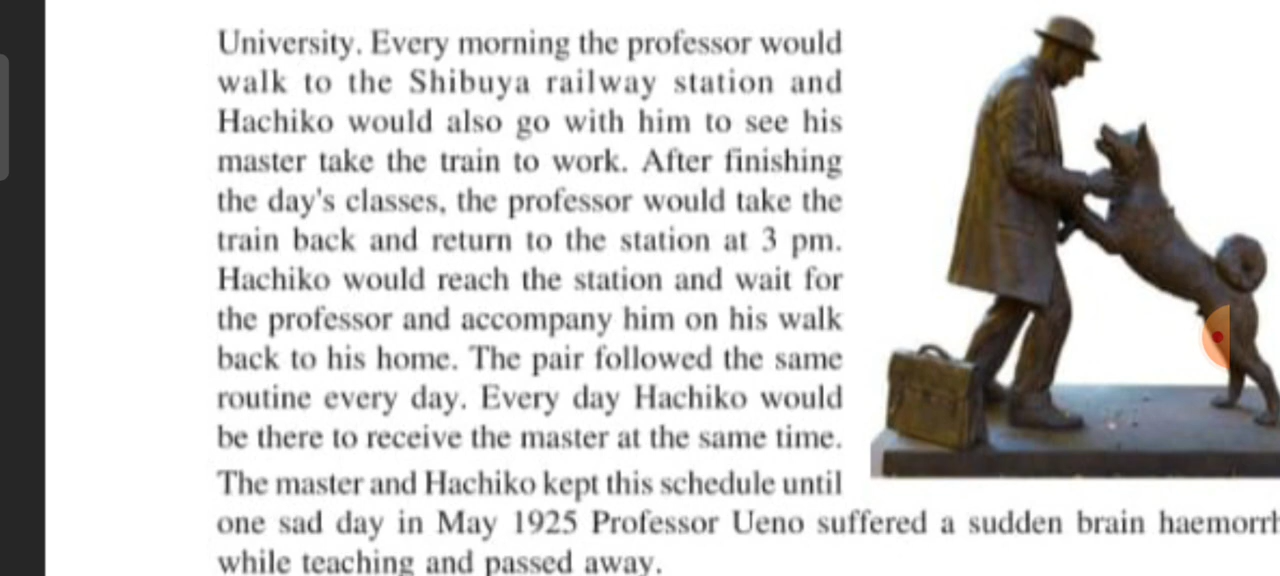 University. Every morning the professor would
walk to the Shibuya railway station and
Hachiko would also go with him to see his
master take the train to work. After finishing
the day's classes, the professor would take the
train back and return to the station at 3 pm.
Hachiko would reach the station and wait for
the professor and accompany him on his walk
back to his home. The pair followed the same
routine every day. Every day Hachiko would
be there to receive the master at the same time.
The master and Hachiko kept this schedule until
one sad day in May 1925 Professor Ueno suffered a sudden brain
while teaching and passed away.